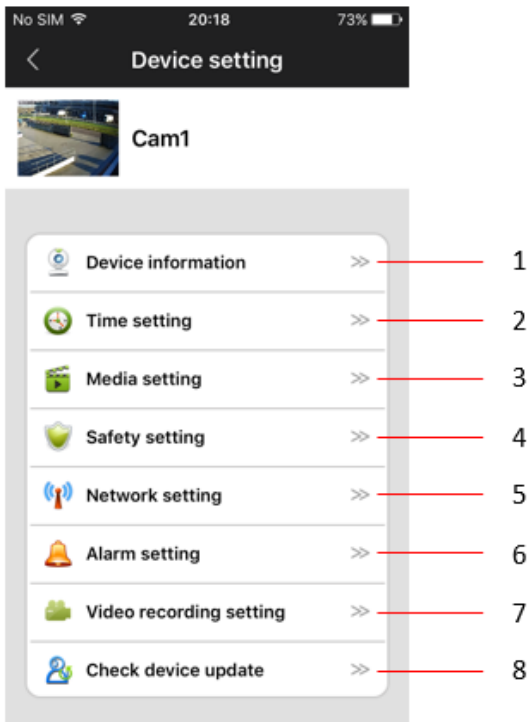 No SIM 20:18 73%
Device setting
Cam1
Device information 1
Time setting 2
Media setting 3
Safety setting 4
Network setting 5
Alarm setting 6
Video recording setting 7
Check device update 8